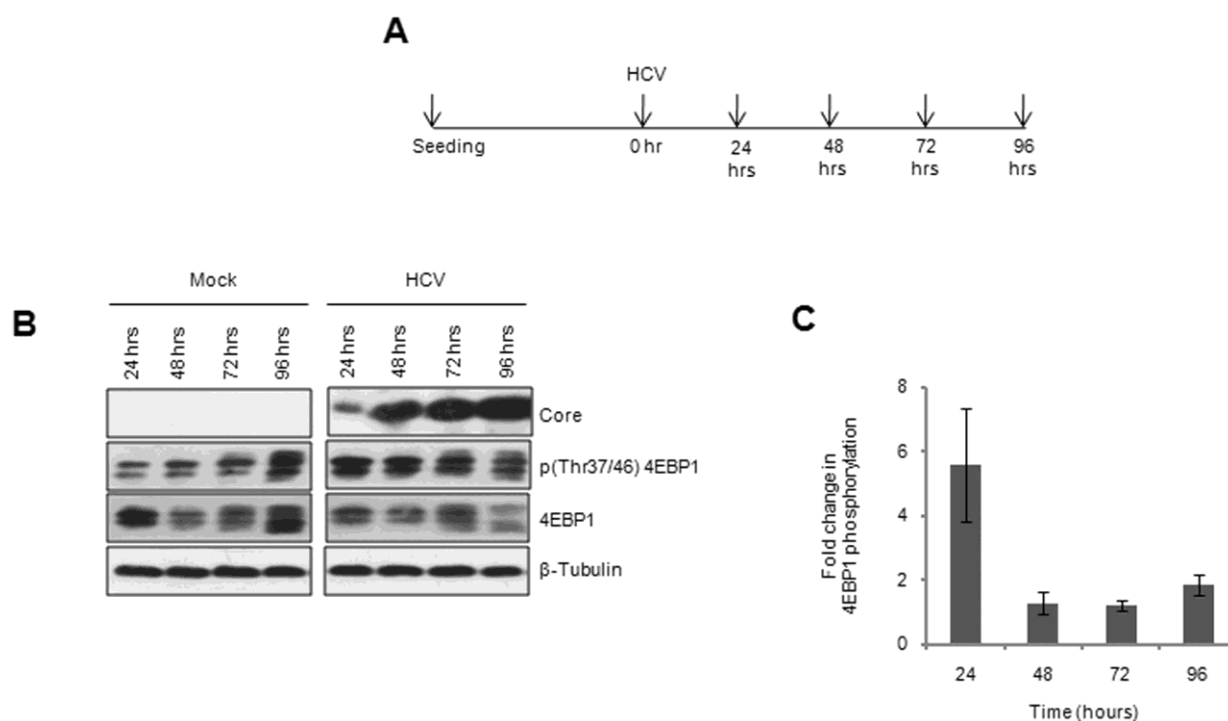 A
HCV
Seeding
0 hr
24 hrs
48 hrs
72 hrs
96 hrs
B
Mock
HCV
24 hrs
48 hrs
72 hrs
96 hrs
24 hrs
48 hrs
72 hrs
96 hrs
Core
p(Thr37/46) 4EBP1
4EBP1
β-Tubulin
C
Fold change in
4EBP1 phosphorylation
8
6
4
2
0
24
48
72
96
Time (hours)